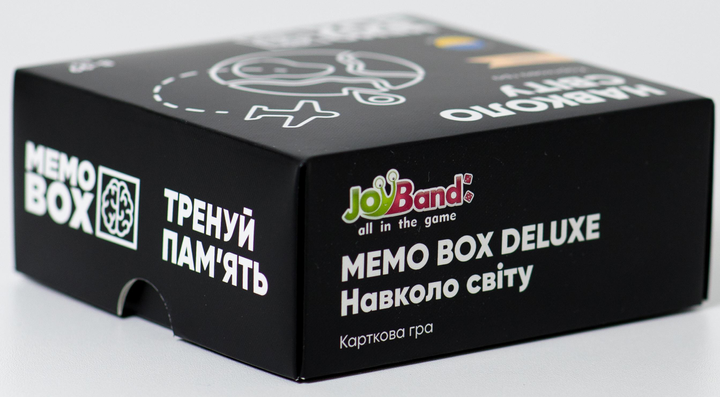 НАВКОЛО
СВІТУ
MEMO
BOX
ТРЕНУЙ
ПАМ'ЯТЬ
JoyBand
all in the game
MEMO BOX DELUXE
Навколо світу
Карткова гра